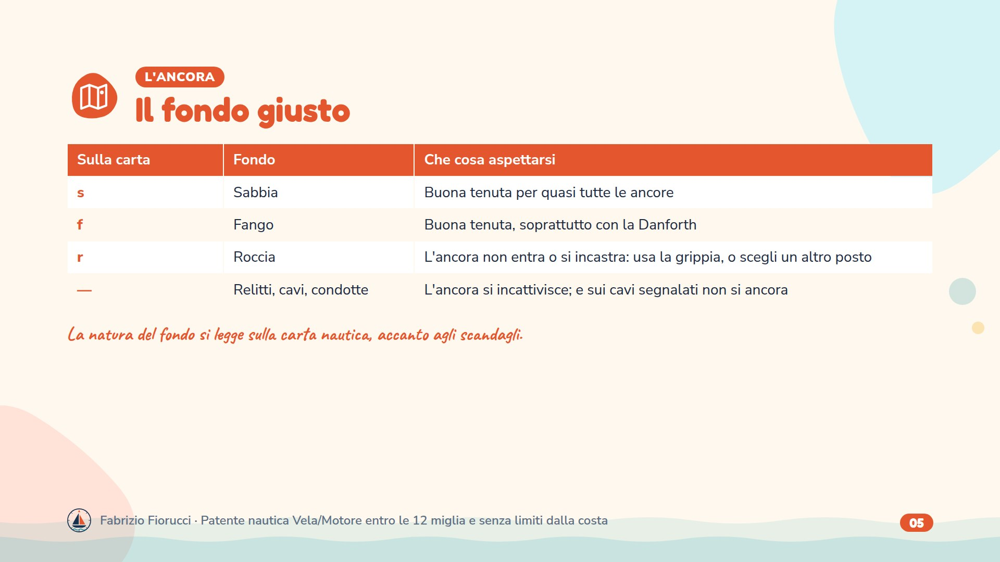 L'ANCORA
Il fondo giusto
Sulla carta Fondo Che cosa aspettarsi
s Sabbia Buona tenuta per quasi tutte le ancore
f Fango Buona tenuta, soprattutto con la Danforth
r Roccia L'ancora non entra o si incastra: usa la grippia, o scegli un altro posto
— Relitti, cavi, condotte L'ancora si incattivisce; e sui cavi segnalati non si ancora
La natura del fondo si legge sulla carta nautica, accanto agli scandagli.
Fabrizio Fiorucci · Patente nautica Vela/Motore entro le 12 miglia e senza limiti dalla costa
05